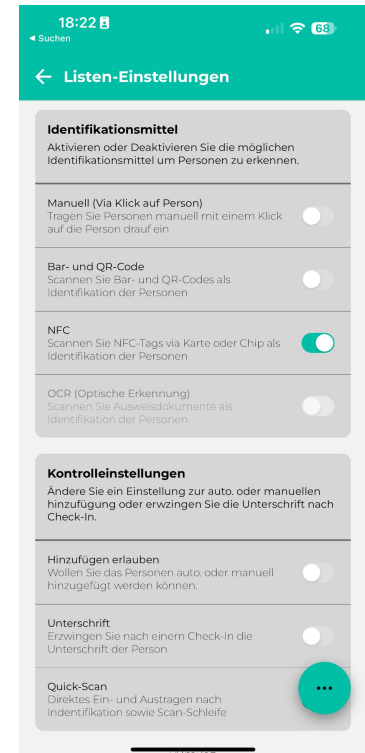 18:22
◀ Suchen
68
← Listen-Einstellungen
Identifikationsmittel
Aktivieren oder Deaktivieren Sie die möglichen
Identifikationsmittel um Personen zu erkennen.
Manuell (Via Klick auf Person)
Tragen Sie Personen manuell mit einem Klick
auf die Person drauf ein
Bar- und QR-Code
Scannen Sie Bar- und QR-Codes als
Identifikation der Personen
NFC
Scannen Sie NFC-Tags via Karte oder Chip als
Identifikation der Personen
OCR (Optische Erkennung)
Scannen Sie Ausweisdokumente als
Identifikation der Personen
Kontrolleinstellungen
Ändere Sie ein Einstellung zur auto. oder manuellen
hinzufügung oder erwzingen Sie die Unterschrift nach
Check-In.
Hinzufügen erlauben
Wollen Sie das Personen auto. oder manuell
hinzugefügt werden können.
Unterschrift
Erzwingen Sie nach einem Check-In die
Unterschrift der Person
Quick-Scan
Direktes Ein- und Austragen nach
Indentifikation sowie Scan-Schleife